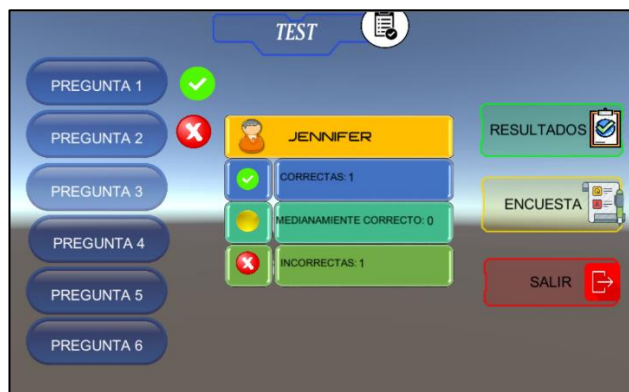 TEST
PREGUNTA 1
PREGUNTA 2
PREGUNTA 3
PREGUNTA 4
PREGUNTA 5
PREGUNTA 6
JENNIFER
CORRECTAS: 1
MEDIANAMIENTE CORRECTO: 0
INCORRECTAS: 1
RESULTADOS
ENCUESTA
SALIR